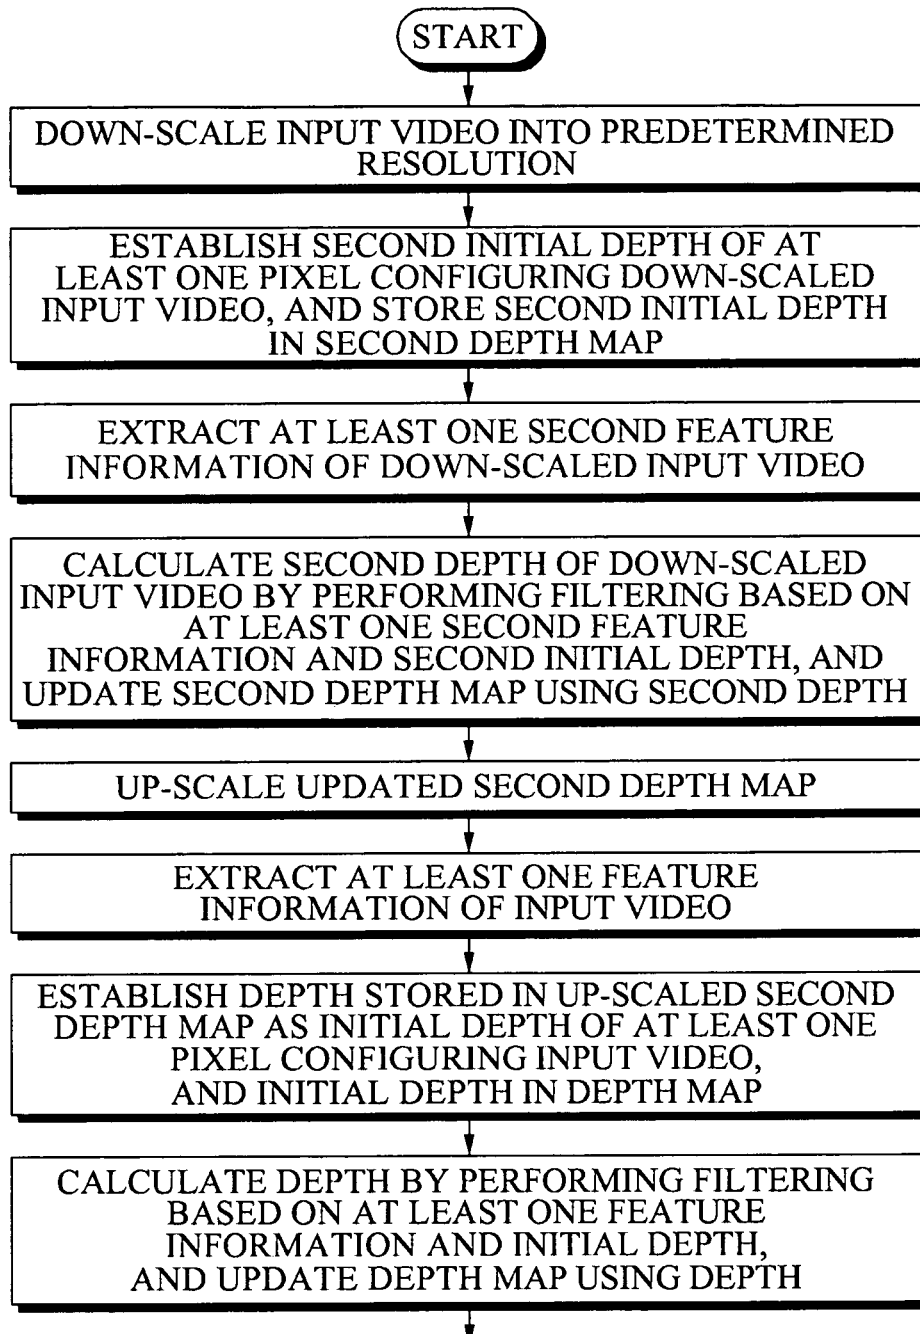 START
DOWN-SCALE INPUT VIDEO INTO PREDETERMINED
RESOLUTION
ESTABLISH SECOND INITIAL DEPTH OF AT
LEAST ONE PIXEL CONFIGURING DOWN-SCALED
INPUT VIDEO, AND STORE SECOND INITIAL DEPTH
IN SECOND DEPTH MAP
EXTRACT AT LEAST ONE SECOND FEATURE
INFORMATION OF DOWN-SCALED INPUT VIDEO
CALCULATE SECOND DEPTH OF DOWN-SCALED
INPUT VIDEO BY PERFORMING FILTERING BASED ON
AT LEAST ONE SECOND FEATURE
INFORMATION AND SECOND INITIAL DEPTH, AND
UPDATE SECOND DEPTH MAP USING SECOND DEPTH
UP-SCALE UPDATED SECOND DEPTH MAP
EXTRACT AT LEAST ONE FEATURE
INFORMATION OF INPUT VIDEO
ESTABLISH DEPTH STORED IN UP-SCALED SECOND
DEPTH MAP AS INITIAL DEPTH OF AT LEAST ONE
PIXEL CONFIGURING INPUT VIDEO,
AND INITIAL DEPTH IN DEPTH MAP
CALCULATE DEPTH BY PERFORMING FILTERING
BASED ON AT LEAST ONE FEATURE
INFORMATION AND INITIAL DEPTH,
AND UPDATE DEPTH MAP USING DEPTH